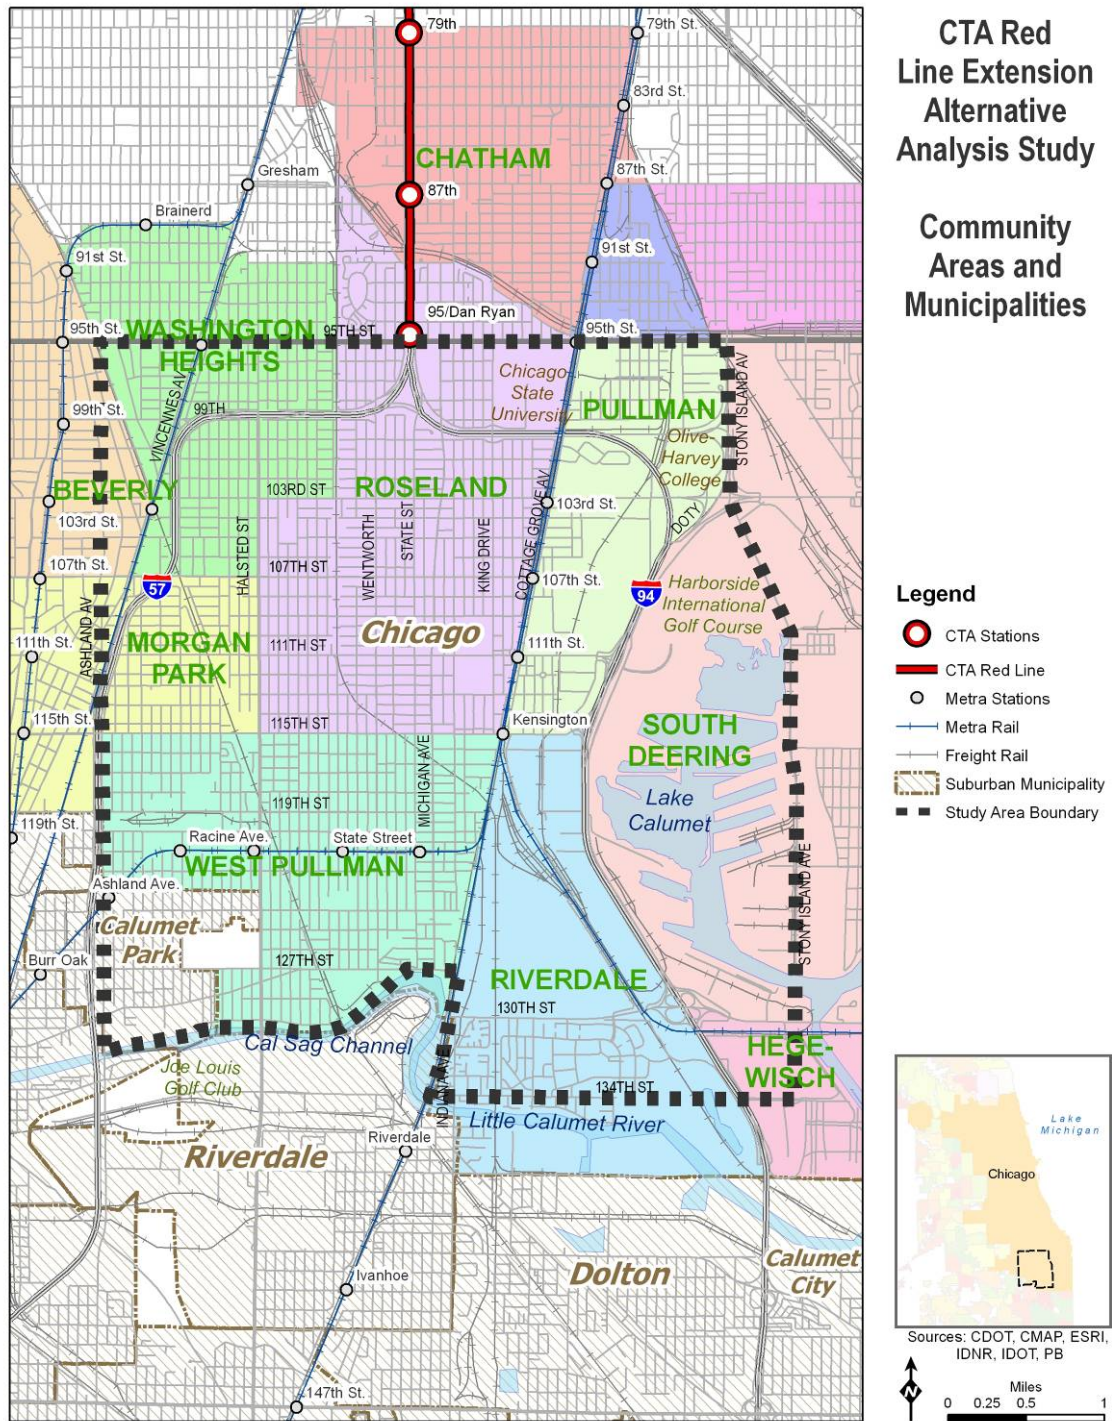 CTA Red
Line Extension
Alternative
Analysis Study
Community
Areas and
Municipalities
79th
79th St.
83rd St.
CHATHAM
Gresham
87th
87th St.
Brainerd
91st St.
91st St.
95/Dan Ryan
95th St.
WASHINGTON
HEIGHTS
95TH ST
95th St.
Chicago
State
University
PULLMAN
STONY ISLAND AV
99th St.
VINCENNES AV
99TH
Olive-
Harvey
College
BEVERLY
103RD ST
ROSELAND
103rd St.
103rd St.
DOTY
HALSTED ST
WENTWORTH
STATE ST
KING DRIVE
COTTAGE GROVE AV
107th St.
57
107TH ST
107th St.
94
Harborside
International
Golf Course
ASHLAND AV
111th St.
MORGAN
PARK
111TH ST
Chicago
111th St.
115th St.
115TH ST
Kensington
SOUTH
DEERING
MICHIGAN AVE
119TH ST
Lake
Calumet
119th St.
Racine Ave.
State Street
WEST PULLMAN
Ashland Ave.
STONY ISLAND AVE
Calumet
Park
Burr Oak
127TH ST
RIVERDALE
130TH ST
Cal Sag Channel
Joe Louis
Golf Club
INDIANA AVE
HEGE-
WISCH
134TH ST
Little Calumet River
Riverdale
Riverdale
Ivanhoe
Dolton
Calumet
City
147th St.
Legend
CTA Stations
CTA Red Line
Metra Stations
Metra Rail
Freight Rail
Suburban Municipality
Study Area Boundary
Lake
Michigan
Chicago
Sources: CDOT, CMAP, ESRI,
IDNR, IDOT, PB
N
Miles
0 0.25 0.5 1